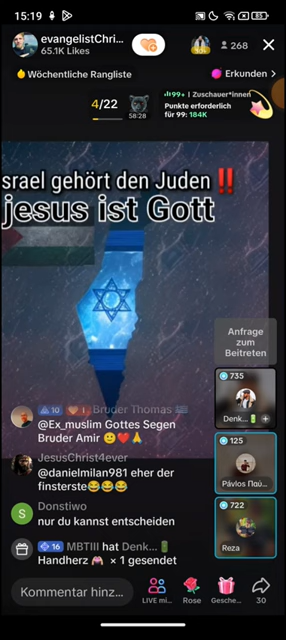 15:19
85
evangelistChri...
65.1K Likes
268
Wöchentliche Rangliste
Erkunden >
4/22
58:28
99+ | Zuschauer*innen
Punkte erforderlich
für 99: 184K
srael gehört den Juden ‼️
jesus ist Gott
Anfrage
zum
Beitreten
735
Denk...🔋 +
10 1 Bruder Thomas 🇬🇷
@Ex_muslim Gottes Segen
Bruder Amir 🙂❤️🙏
125
Pávlos Παύ...
JesusChrist4ever
@danielmilan981 eher der
finsterste😂😂😂
722
Reza
Donstiwo
nur du kannst entscheiden
16 MBTIII hat Denk...🔋
Handherz 🫶 × 1 gesendet
Kommentar hinz...
LIVE mi...
Rose
Gesche...
30